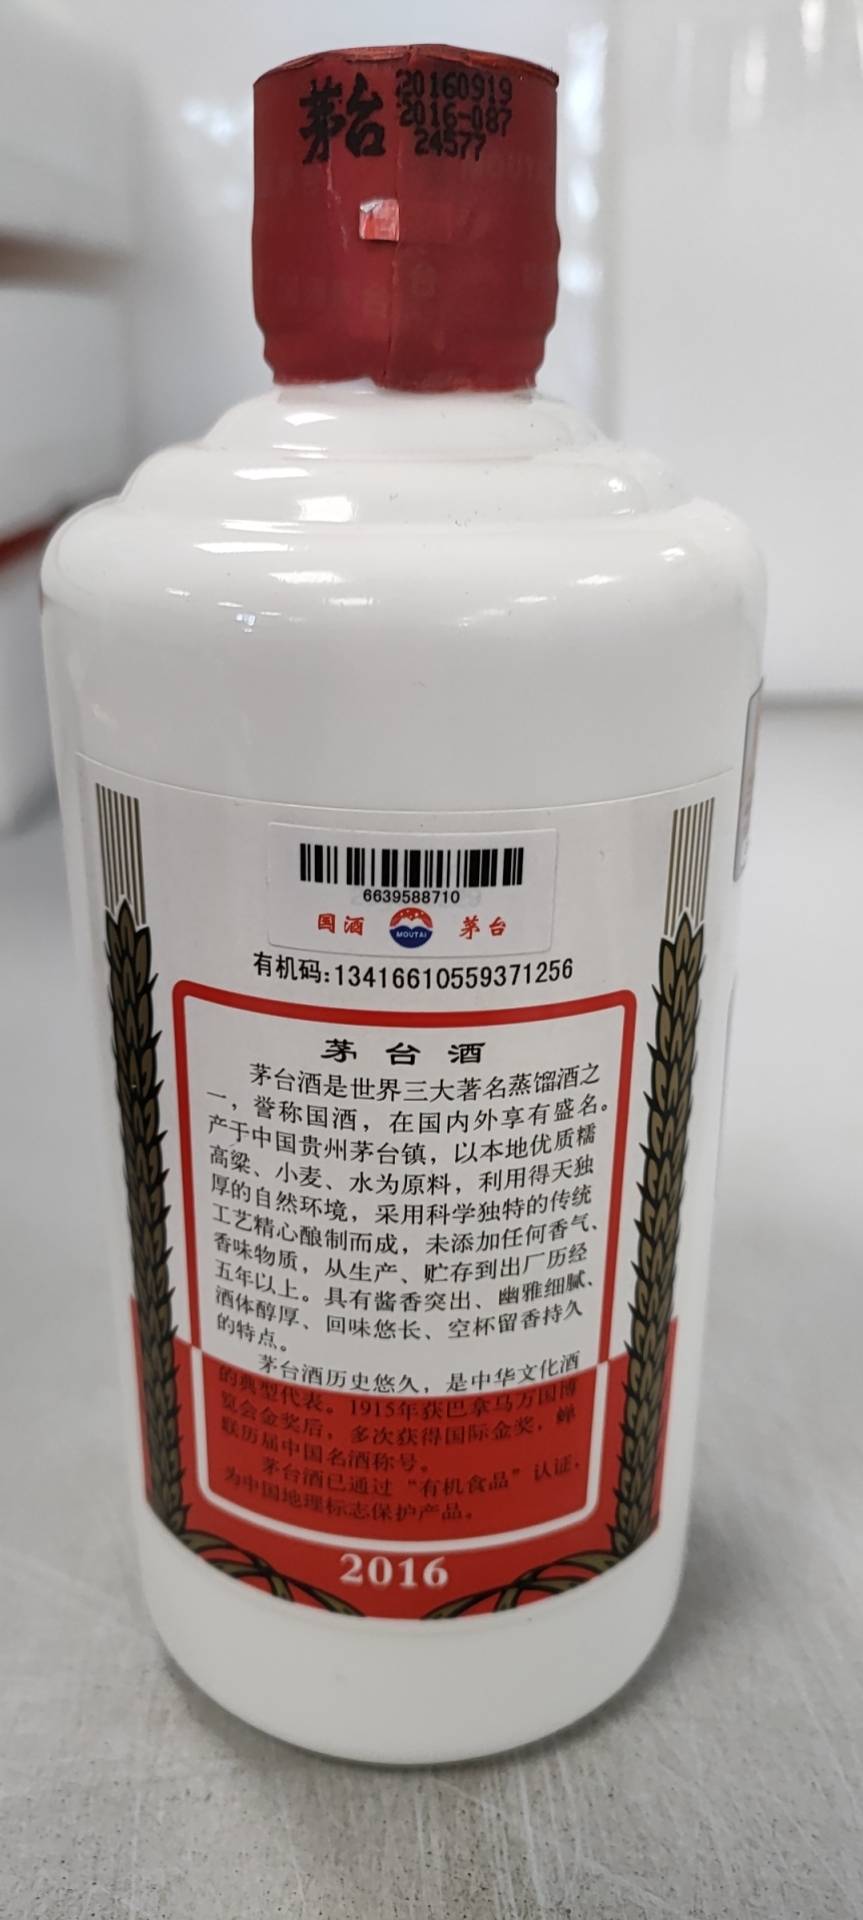 茅台
20160919
2016-087
24577
6639588710
国酒 MOUTAI 茅台
有机码:13416610559371256
茅台酒
茅台酒是世界三大著名蒸馏酒之
一，誉称国酒，在国内外享有盛名。
产于中国贵州茅台镇，以本地优质糯
高粱、小麦、水为原料，利用得天独
厚的自然环境，采用科学独特的传统
工艺精心酿制而成，未添加任何香气、
香味物质，从生产、贮存到出厂历经
五年以上。具有酱香突出、幽雅细腻、
酒体醇厚、回味悠长、空杯留香持久
的特点。
茅台酒历史悠久，是中华文化酒
的典型代表。1915年获巴拿马万国博
览会金奖后，多次获得国际金奖，蝉
联历届中国名酒称号。
茅台酒已通过“有机食品”认证，
为中国地理标志保护产品。
2016